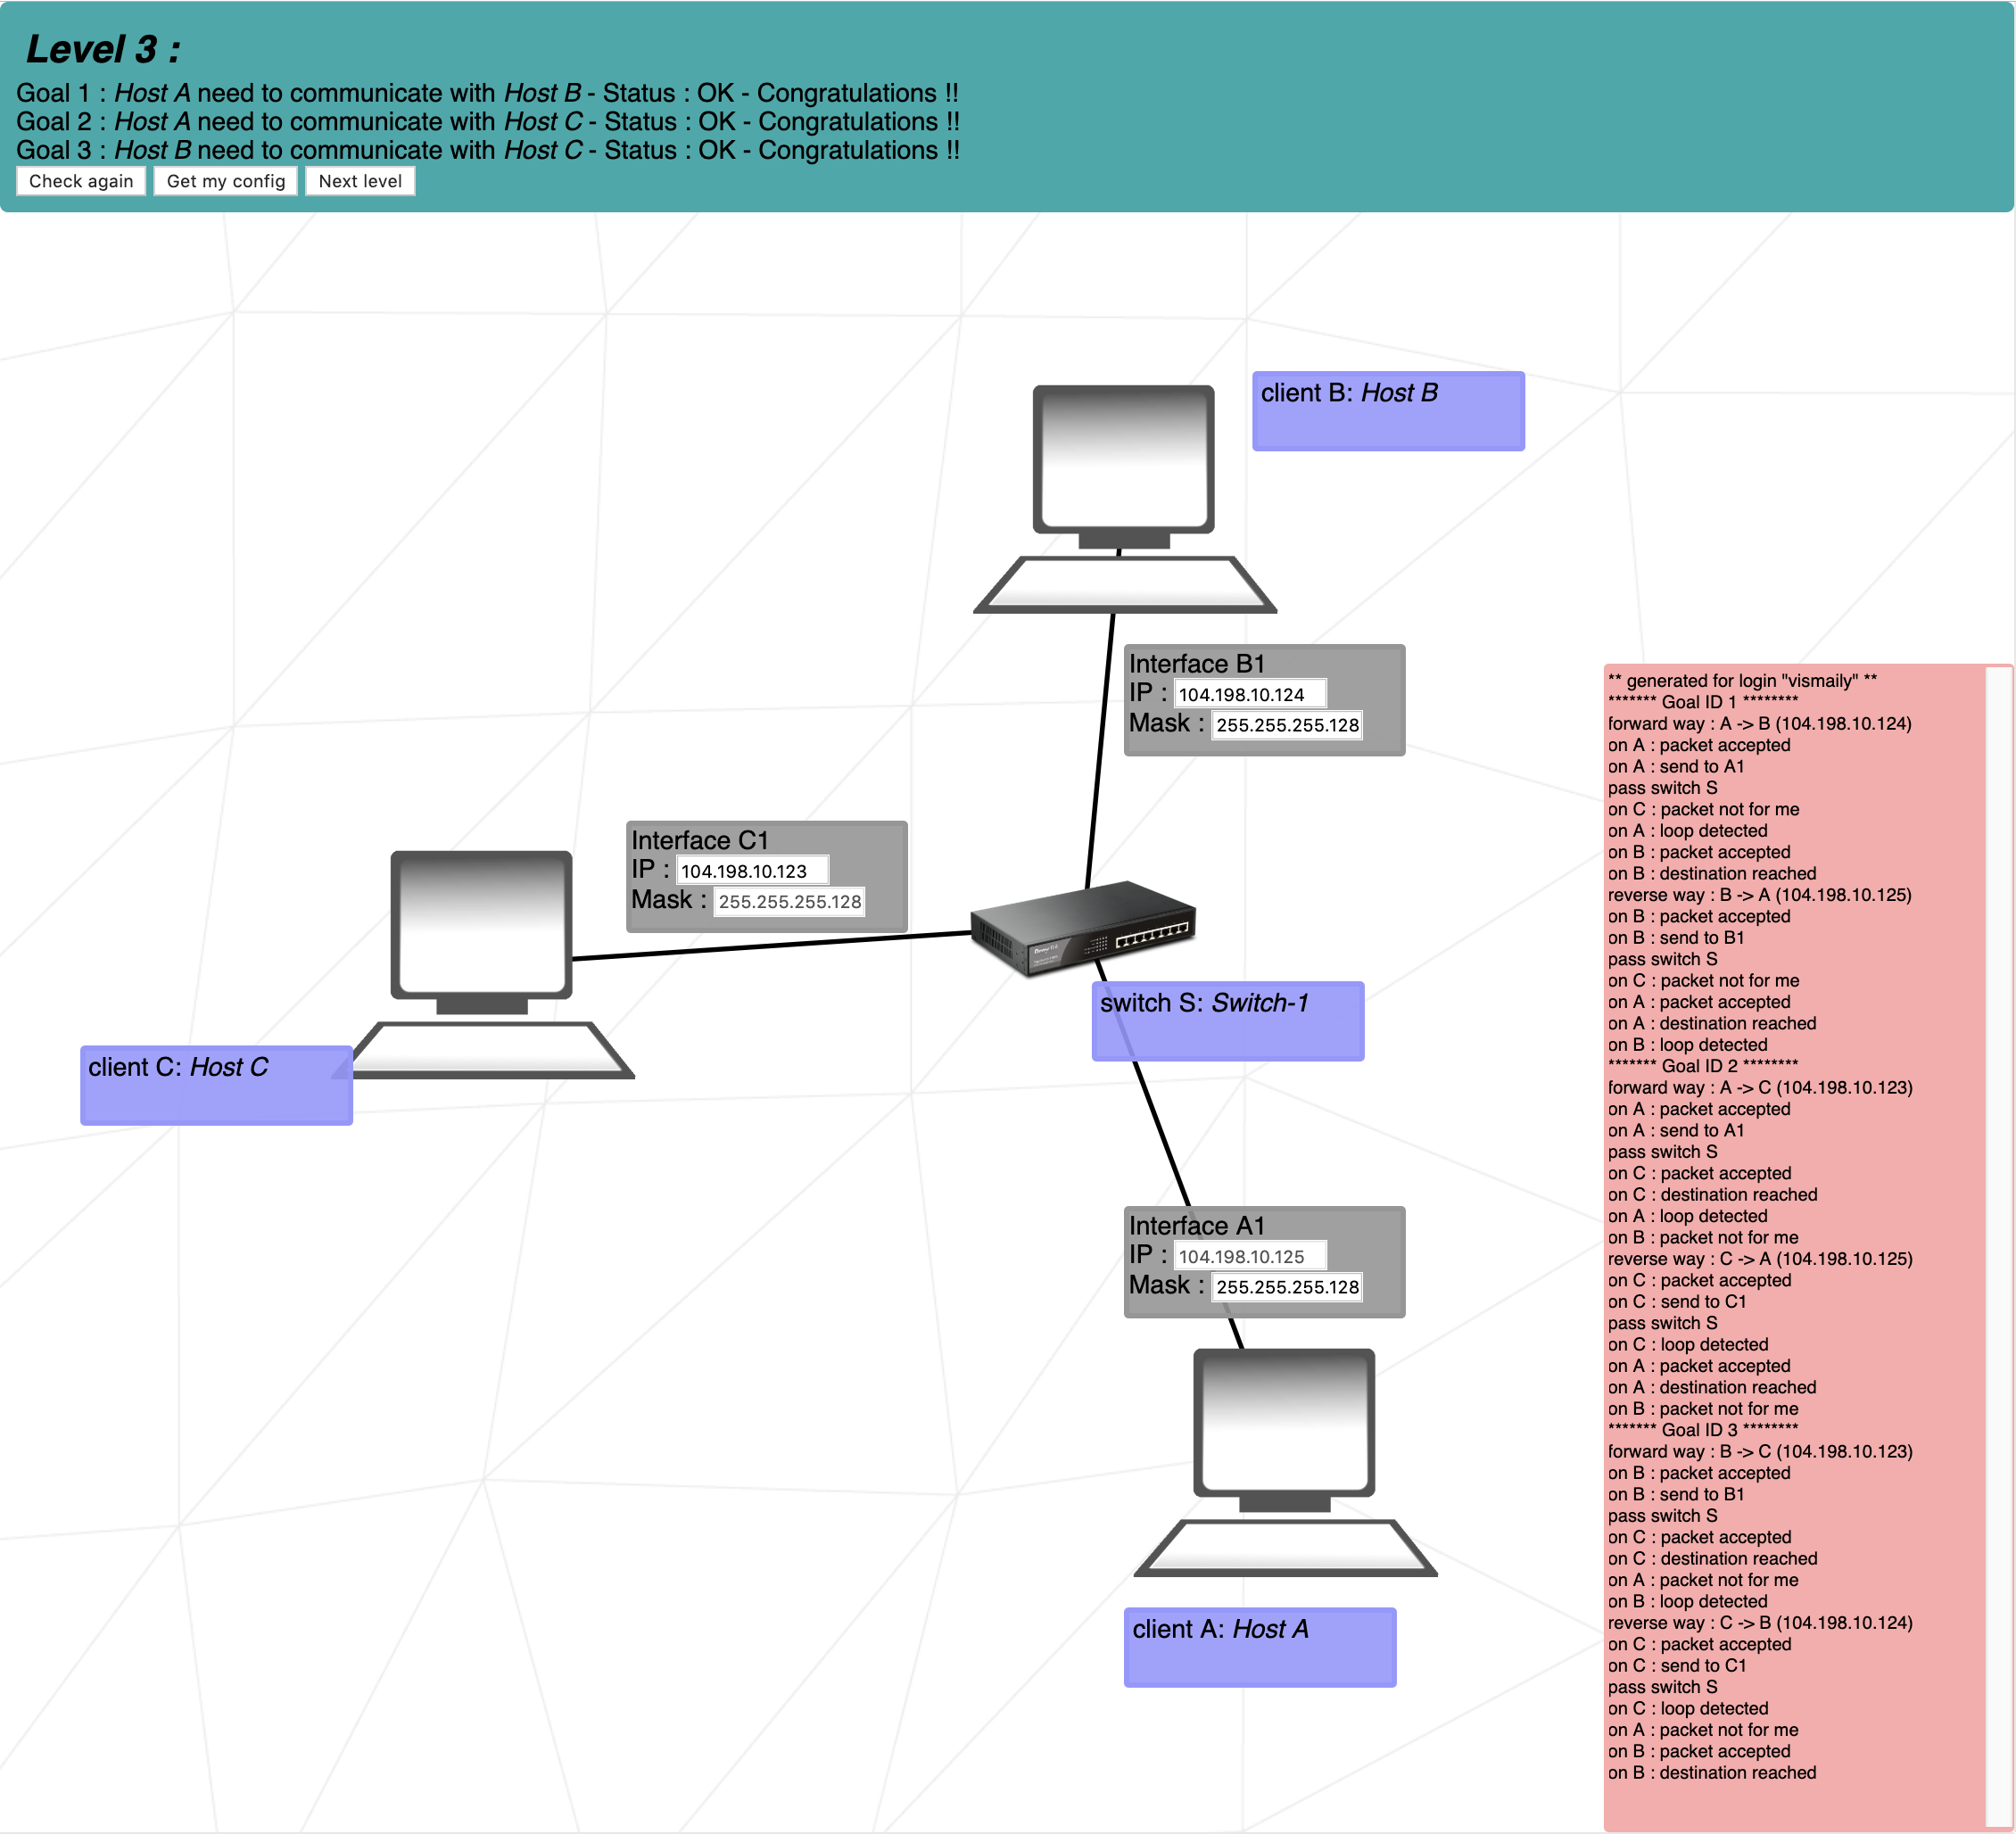 Level 3 :
Goal 1 : Host A need to communicate with Host B - Status : OK - Congratulations !!
Goal 2 : Host A need to communicate with Host C - Status : OK - Congratulations !!
Goal 3 : Host B need to communicate with Host C - Status : OK - Congratulations !!
Check again Get my config Next level
client B: Host B
Interface B1
IP : 104.198.10.124
Mask : 255.255.255.128
Interface C1
IP : 104.198.10.123
Mask : 255.255.255.128
switch S: Switch-1
client C: Host C
Interface A1
IP : 104.198.10.125
Mask : 255.255.255.128
client A: Host A
** generated for login "vismaily" **
******* Goal ID 1 ********
forward way : A -> B (104.198.10.124)
on A : packet accepted
on A : send to A1
pass switch S
on C : packet not for me
on A : loop detected
on B : packet accepted
on B : destination reached
reverse way : B -> A (104.198.10.125)
on B : packet accepted
on B : send to B1
pass switch S
on C : packet not for me
on A : packet accepted
on A : destination reached
on B : loop detected
******* Goal ID 2 ********
forward way : A -> C (104.198.10.123)
on A : packet accepted
on A : send to A1
pass switch S
on C : packet accepted
on C : destination reached
on A : loop detected
on B : packet not for me
reverse way : C -> A (104.198.10.125)
on C : packet accepted
on C : send to C1
pass switch S
on C : loop detected
on A : packet accepted
on A : destination reached
on B : packet not for me
******* Goal ID 3 ********
forward way : B -> C (104.198.10.123)
on B : packet accepted
on B : send to B1
pass switch S
on C : packet accepted
on C : destination reached
on A : packet not for me
on B : loop detected
reverse way : C -> B (104.198.10.124)
on C : packet accepted
on C : send to C1
pass switch S
on C : loop detected
on A : packet not for me
on B : packet accepted
on B : destination reached